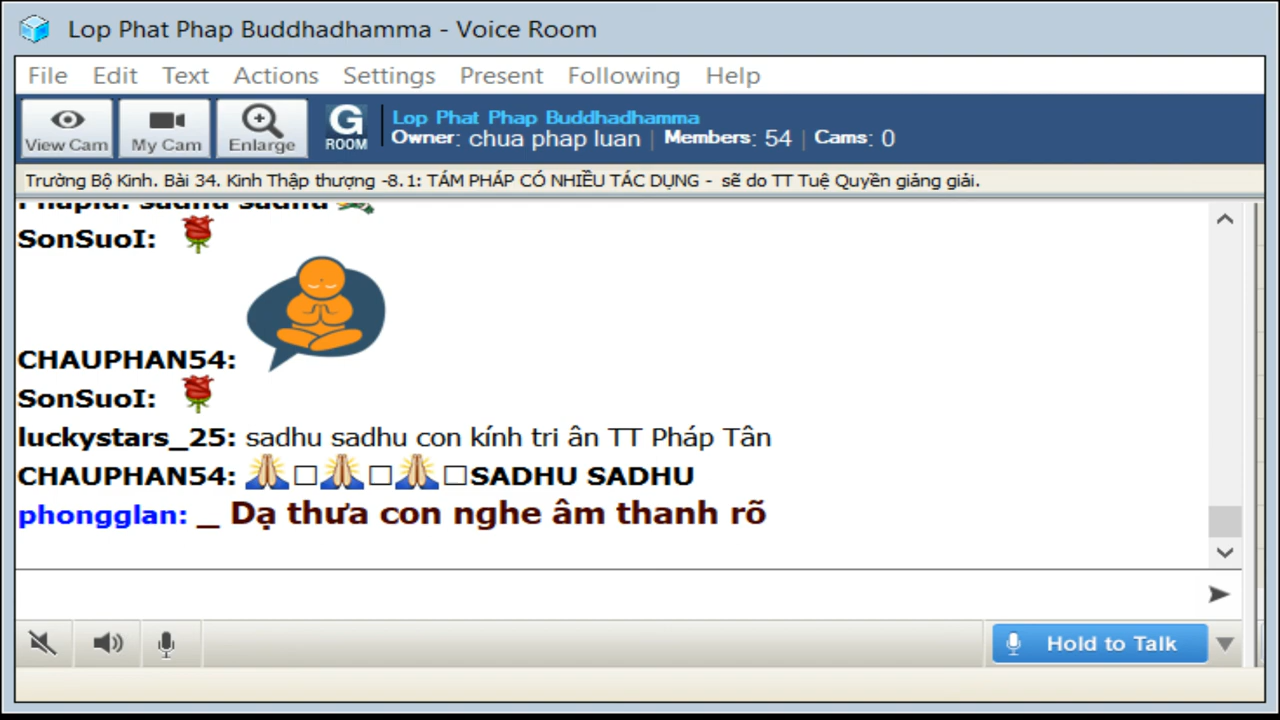 Lop Phat Phap Buddhadhamma - Voice Room
File Edit Text Actions Settings Present Following Help
View Cam My Cam Enlarge G ROOM
Lop Phat Phap Buddhadhamma
Owner: chua phap luan | Members: 54 | Cams: 0
Trường Bộ Kinh. Bài 34. Kinh Thập thượng -8.1: TÁM PHÁP CÓ NHIỀU TÁC DỤNG - sẽ do TT Tuệ Quyền giảng giải.
sadhu sadhu
SonSuoI:
CHAUPHAN54:
SonSuoI:
luckystars_25: sadhu sadhu con kính tri ân TT Pháp Tân
CHAUPHAN54: 🙏□🙏□🙏□SADHU SADHU
phongglan: _ Dạ thưa con nghe âm thanh rõ
Hold to Talk